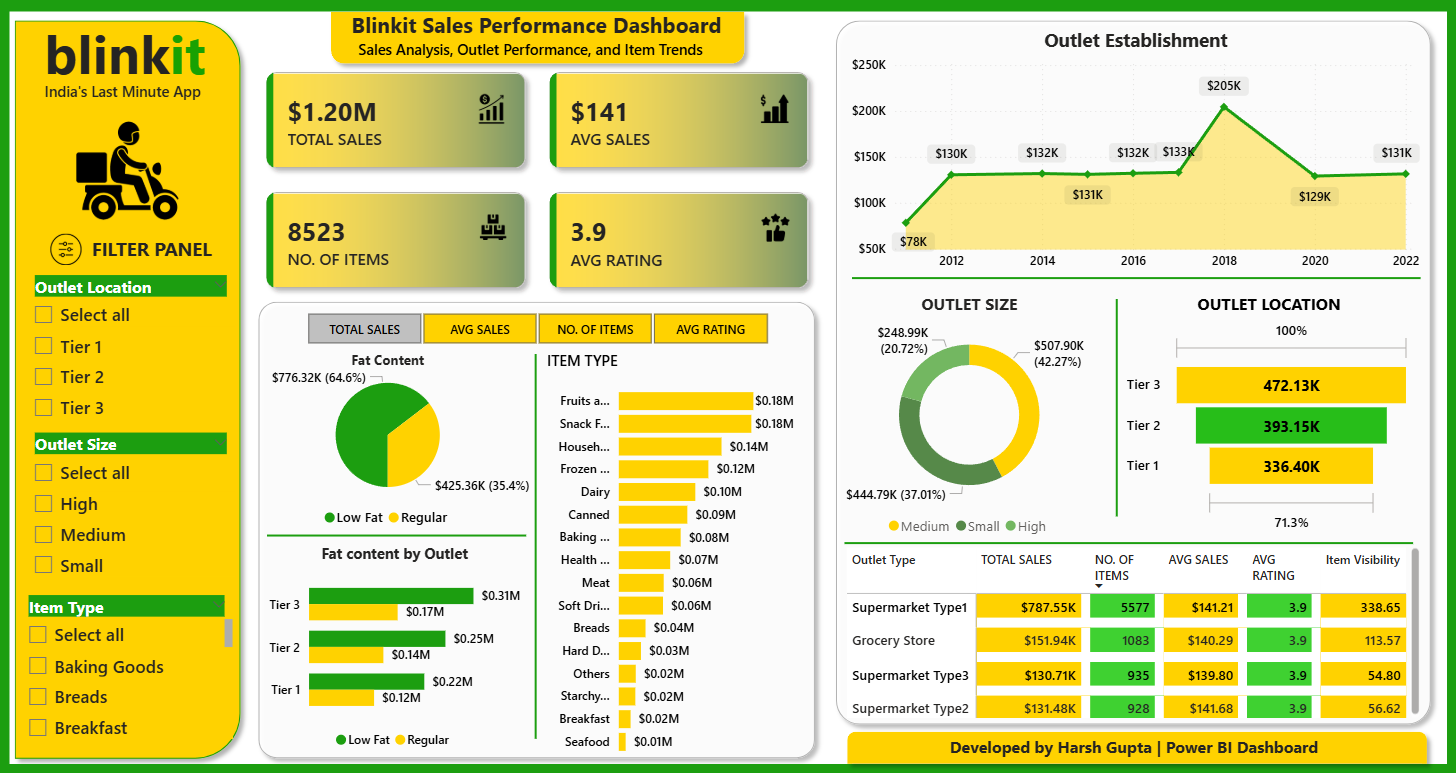 blinkit
India's Last Minute App
FILTER PANEL
Outlet Location
Select all
Tier 1
Tier 2
Tier 3
Outlet Size
Select all
High
Medium
Small
Item Type
Select all
Baking Goods
Breads
Breakfast
Blinkit Sales Performance Dashboard
Sales Analysis, Outlet Performance, and Item Trends
$1.20M
TOTAL SALES
$141
AVG SALES
8523
NO. OF ITEMS
3.9
AVG RATING
TOTAL SALES AVG SALES NO. OF ITEMS AVG RATING
Fat Content
$776.32K (64.6%)
$425.36K (35.4%)
Low Fat Regular
Fat content by Outlet
Tier 3 $0.31M
$0.17M
Tier 2 $0.25M
$0.14M
Tier 1 $0.22M
$0.12M
Low Fat Regular
ITEM TYPE
Fruits a... $0.18M
Snack F... $0.18M
Househ... $0.14M
Frozen ... $0.12M
Dairy $0.10M
Canned $0.09M
Baking ... $0.08M
Health ... $0.07M
Meat $0.06M
Soft Dri... $0.06M
Breads $0.04M
Hard D... $0.03M
Others $0.02M
Starchy... $0.02M
Breakfast $0.02M
Seafood $0.01M
Outlet Establishment
$250K
$200K
$150K
$100K
$50K
$78K
$130K
$132K
$131K
$132K
$133K
$205K
$129K
$131K
2012 2014 2016 2018 2020 2022
OUTLET SIZE
$248.99K
(20.72%)
$507.90K
(42.27%)
$444.79K (37.01%)
Medium Small High
OUTLET LOCATION
100%
Tier 3 472.13K
Tier 2 393.15K
Tier 1 336.40K
71.3%
Outlet Type TOTAL SALES NO. OF ITEMS AVG SALES AVG RATING Item Visibility
Supermarket Type1 $787.55K 5577 $141.21 3.9 338.65
Grocery Store $151.94K 1083 $140.29 3.9 113.57
Supermarket Type3 $130.71K 935 $139.80 3.9 54.80
Supermarket Type2 $131.48K 928 $141.68 3.9 56.62
Developed by Harsh Gupta | Power BI Dashboard